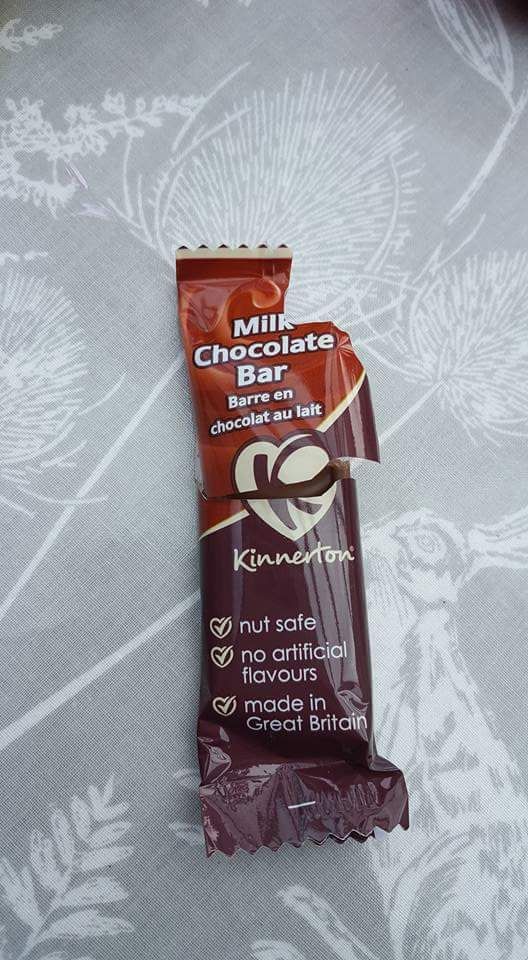 Milk
Chocolate
Bar
Barre en
chocolat au lait
K
Kinnerton®
nut safe
no artificial
flavours
made in
Great Britain